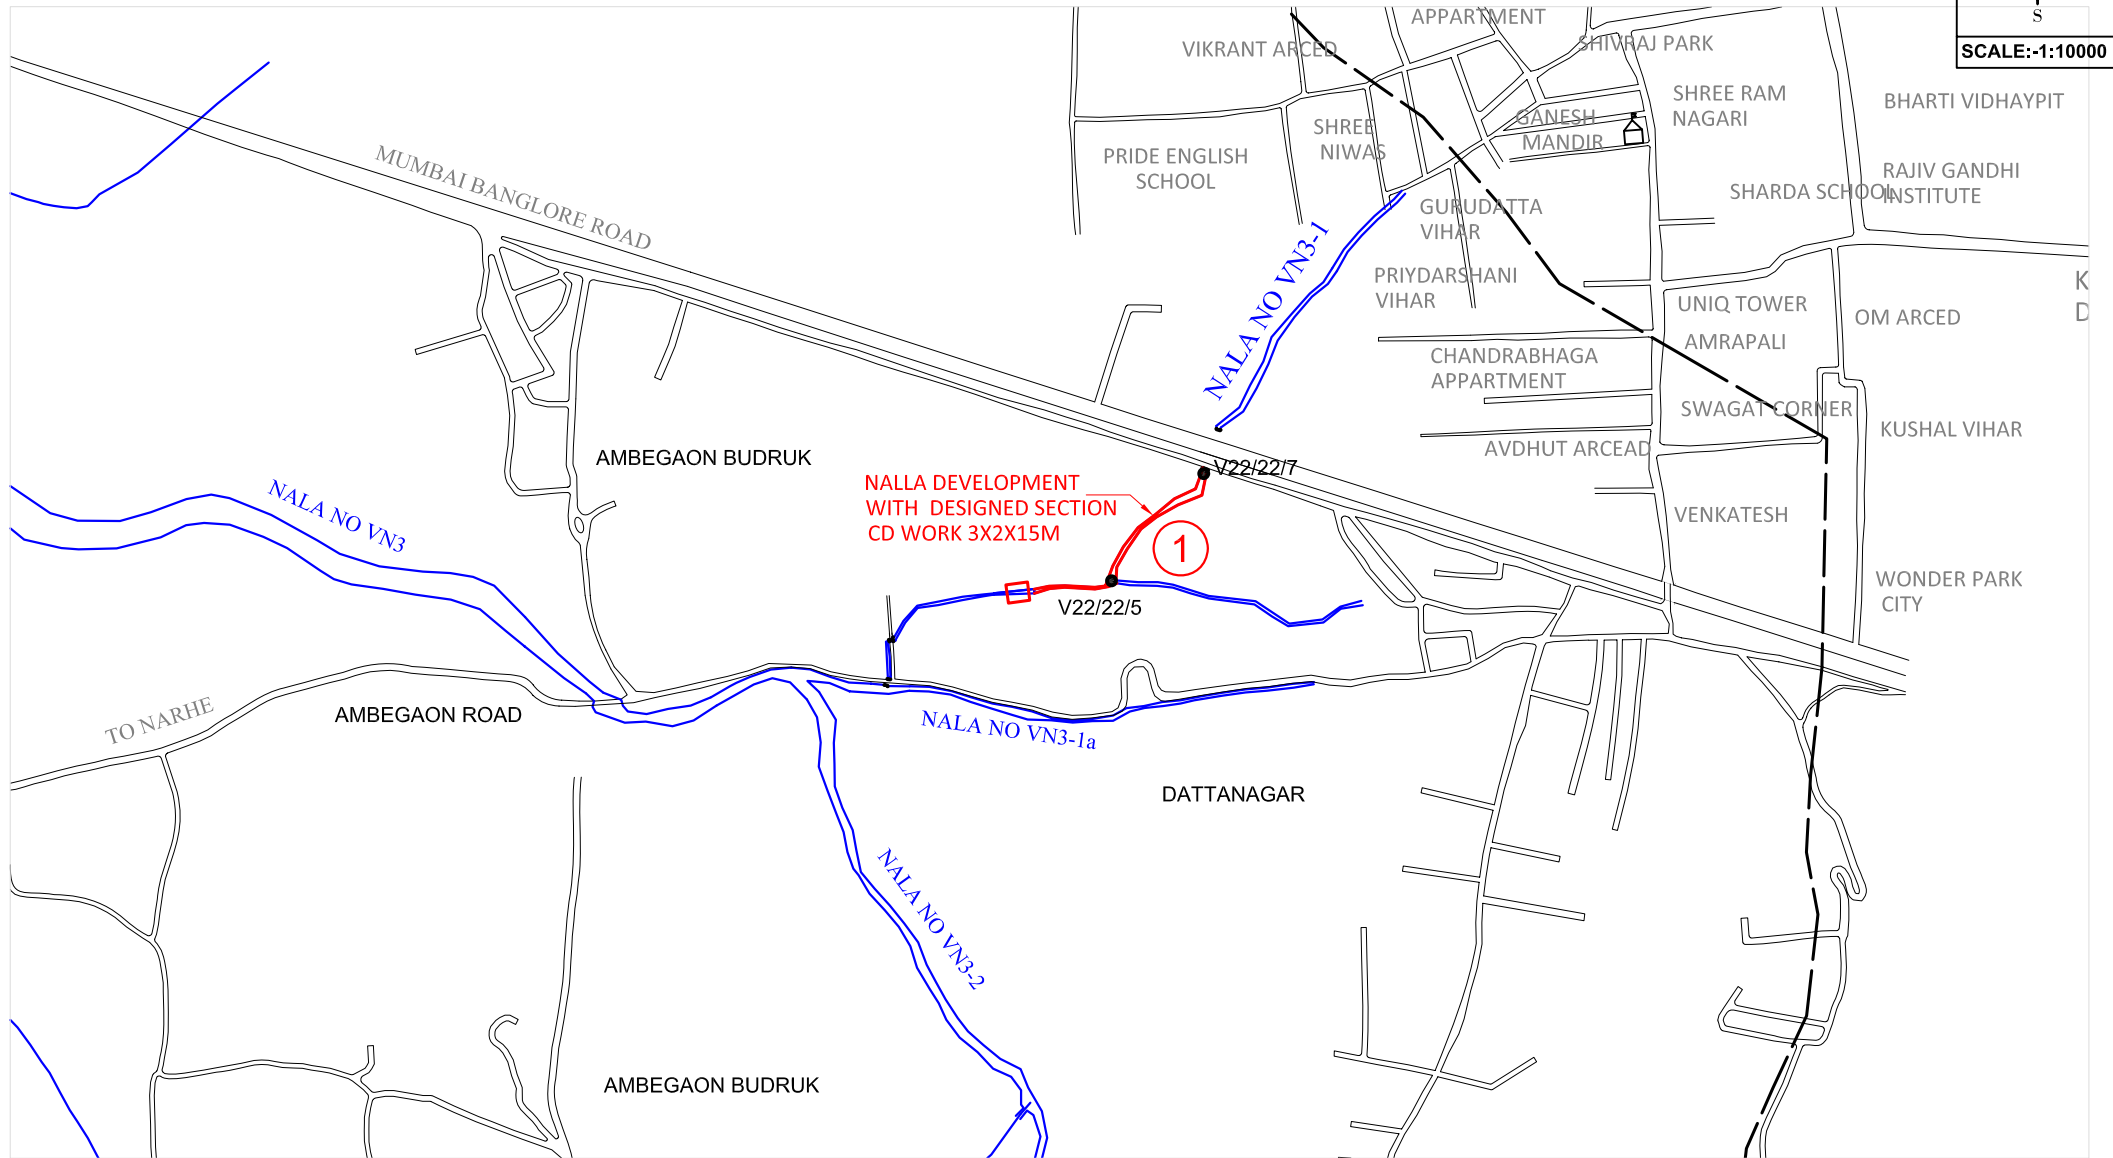 APPARTMENT
S
VIKRANT ARCED
SHIVRAJ PARK
SCALE:-1:10000
SHREE RAM
NAGARI
BHARTI VIDHAYPIT
SHREE
NIWAS
GANESH
MANDIR
PRIDE ENGLISH
SCHOOL
MUMBAI BANGLORE ROAD
RAJIV GANDHI
INSTITUTE
SHARDA SCHOOL
GURUDATTA
VIHAR
NALA NO VN3-1
PRIYDARSHANI
VIHAR
K
D
UNIQ TOWER
OM ARCED
AMRAPALI
CHANDRABHAGA
APPARTMENT
SWAGAT CORNER
KUSHAL VIHAR
AVDHUT ARCEAD
AMBEGAON BUDRUK
V22/22/7
NALLA DEVELOPMENT
WITH DESIGNED SECTION
CD WORK 3X2X15M
NALA NO VN3
VENKATESH
1
WONDER PARK
CITY
V22/22/5
TO NARHE
AMBEGAON ROAD
NALA NO VN3-1a
DATTANAGAR
NALA NO VN3-2
AMBEGAON BUDRUK